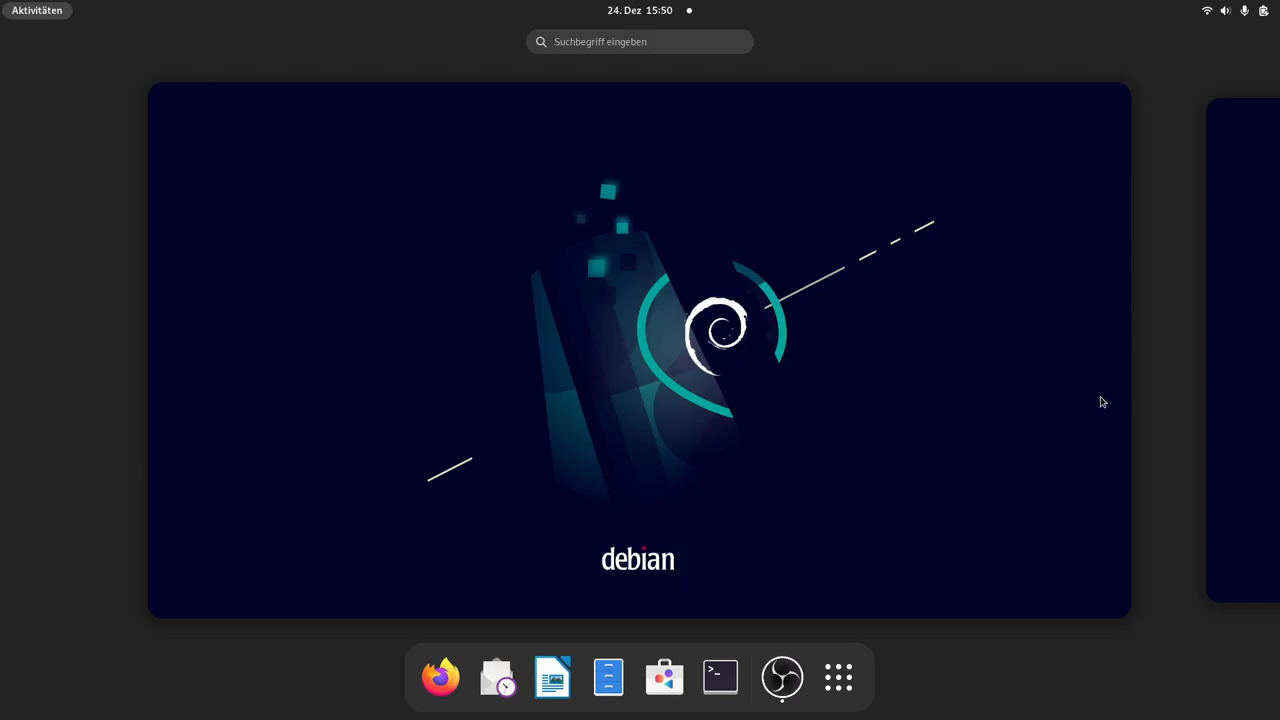 Aktivitäten
24. Dez 15:50
Suchbegriff eingeben
debian
>_